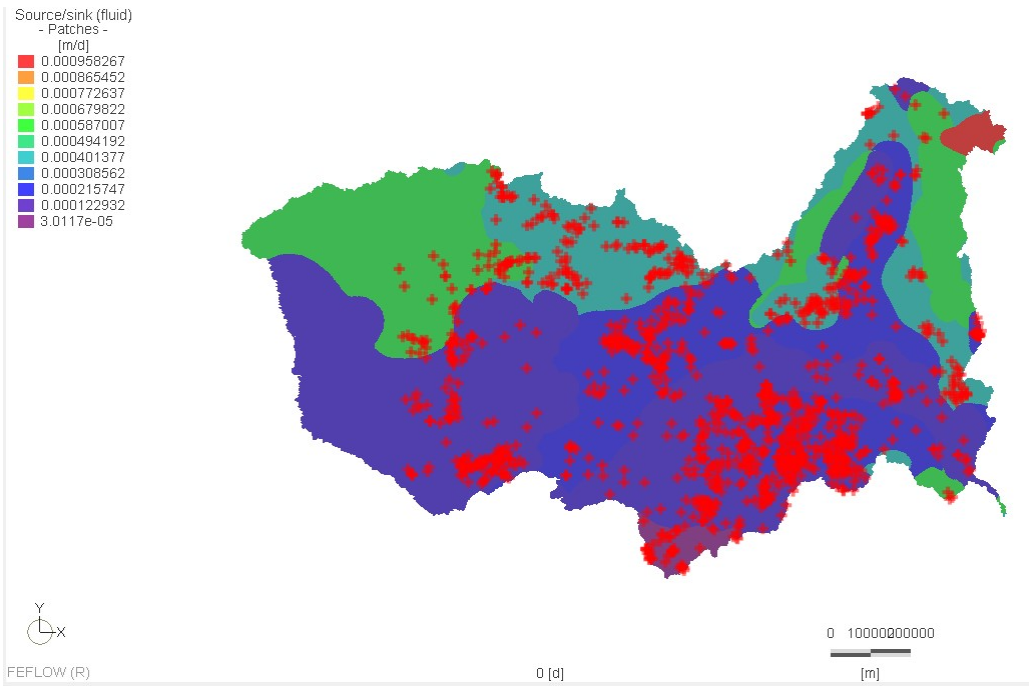 Source/sink (fluid)
- Patches -
[m/d]
0.000958267
0.000865452
0.000772637
0.000679822
0.000587007
0.000494192
0.000401377
0.000308562
0.000215747
0.000122932
3.0117e-05
Y
X
0
FEFLOW (R)
0 [d]
[m]